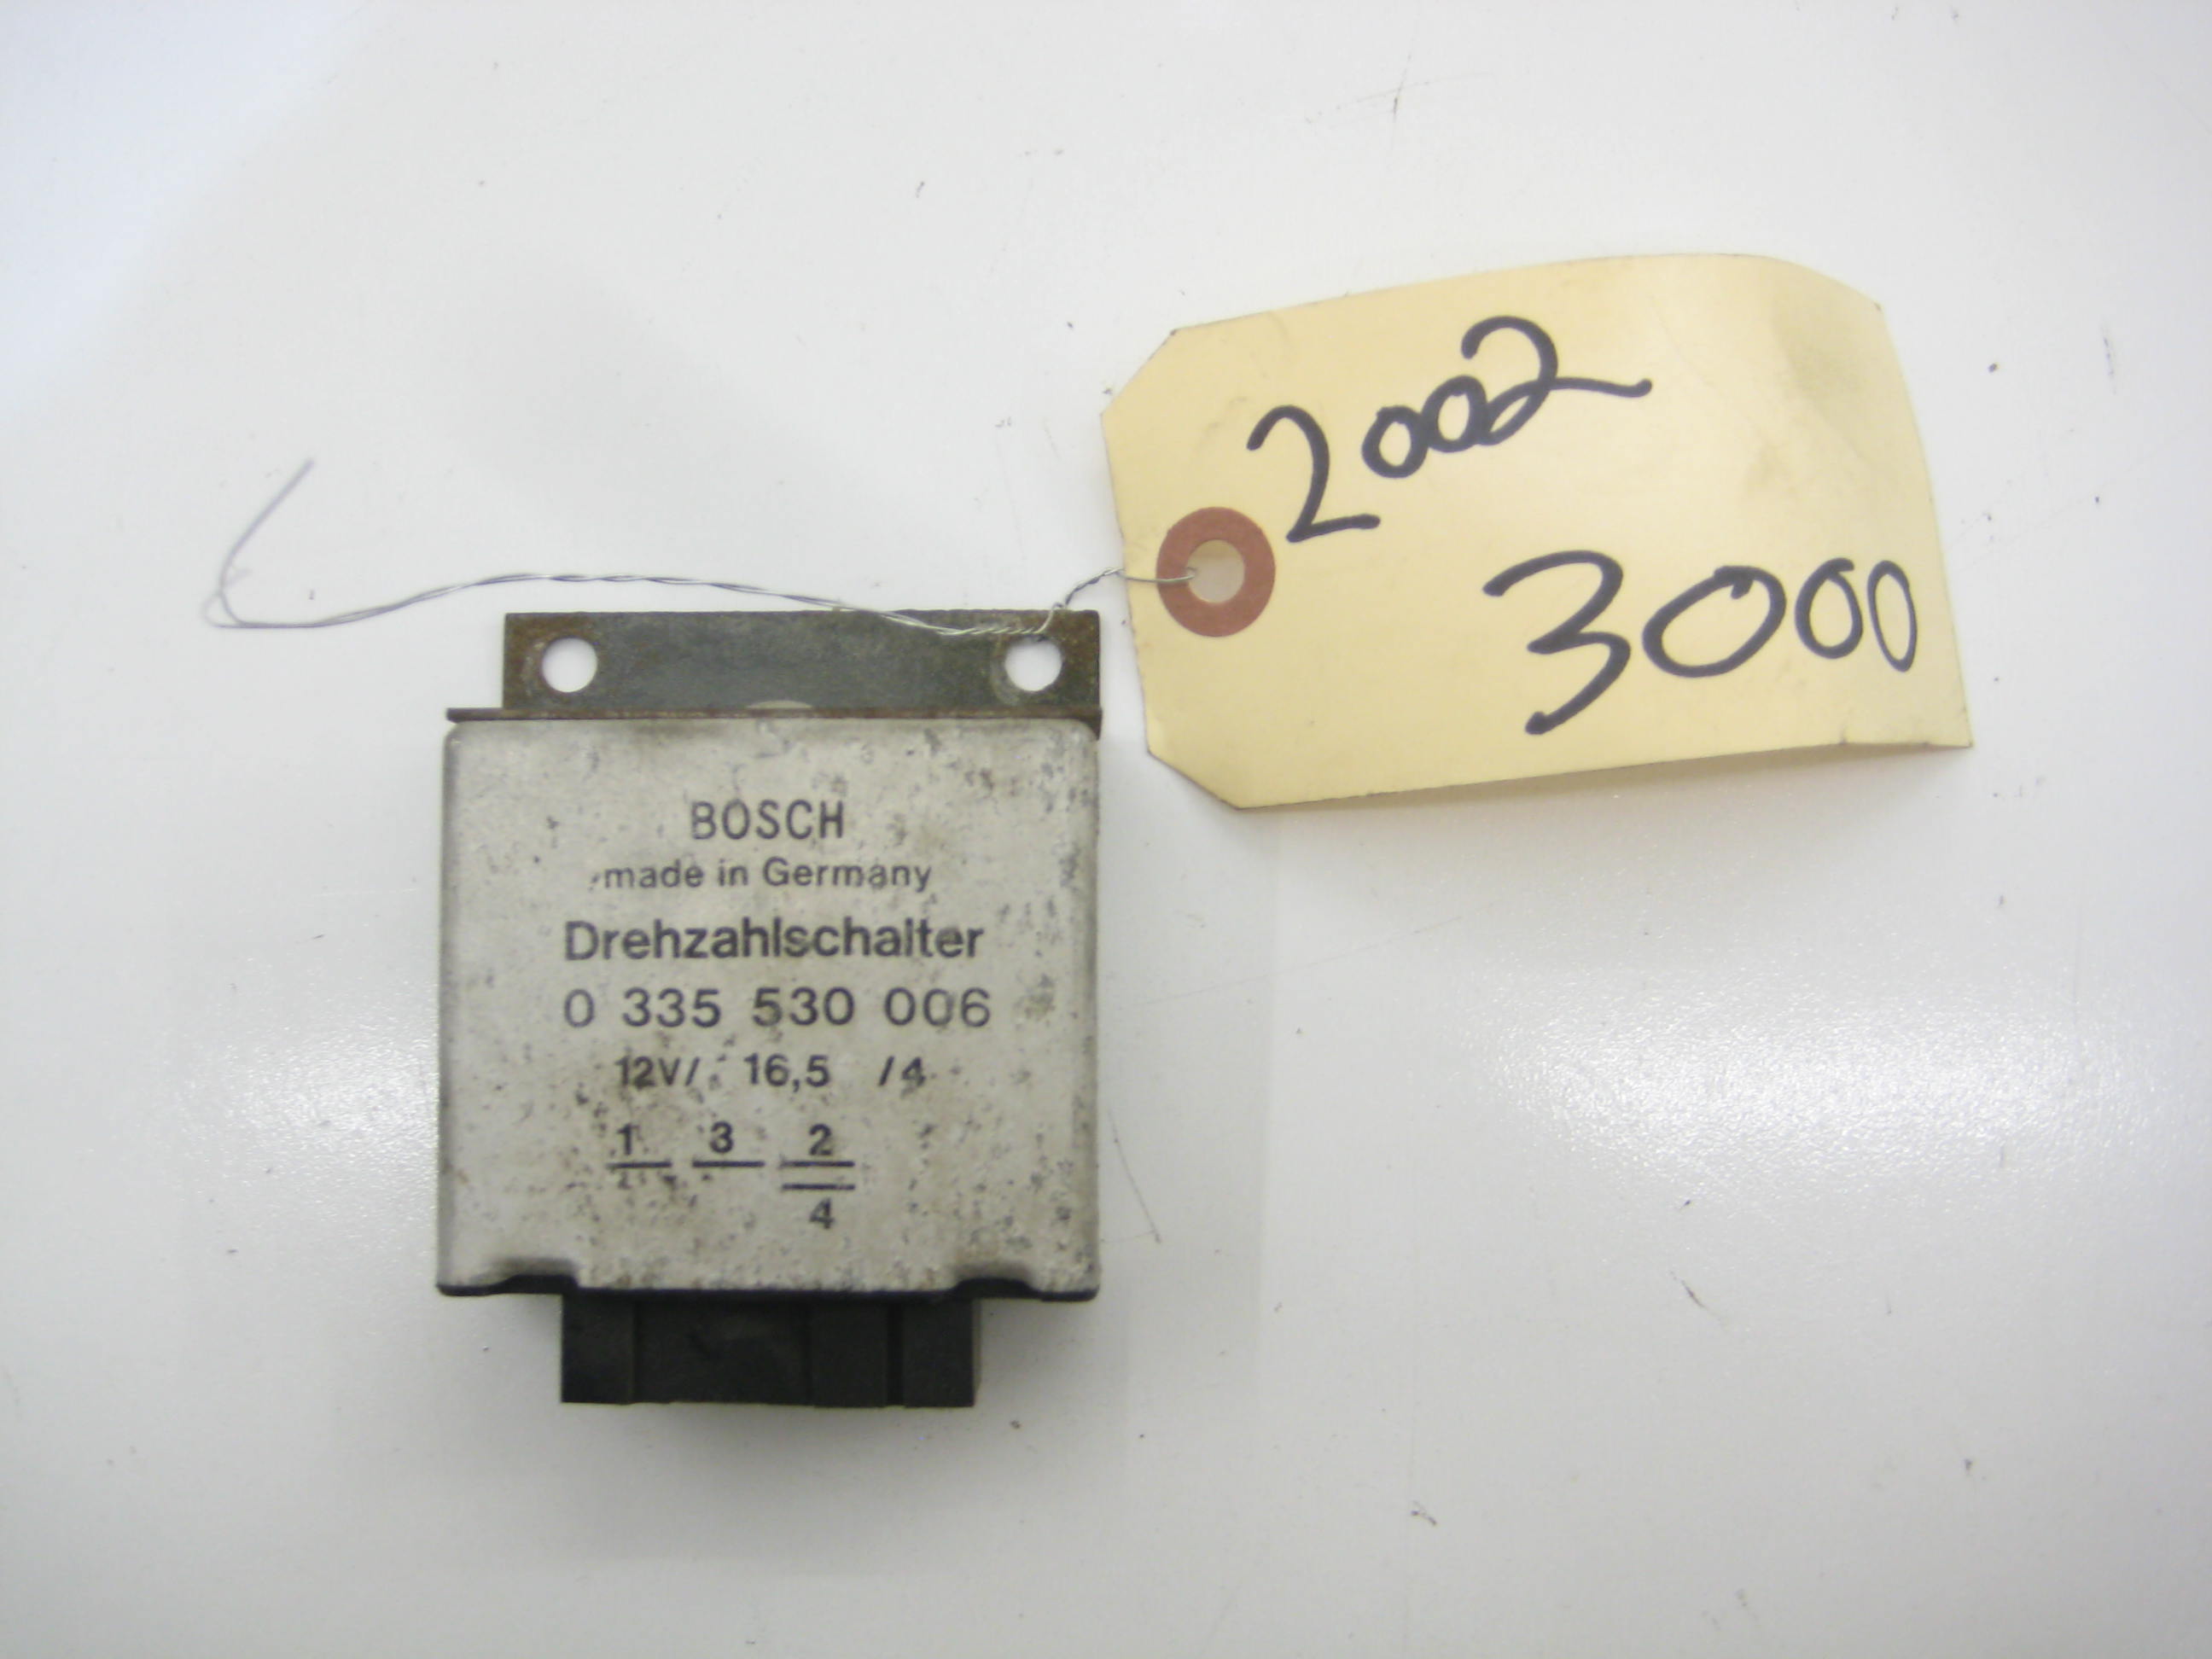 2002
3000
BOSCH
made in Germany
Drehzahlschalter
0 335 530 006
12V/ 16,5 /4
1 3 2
4